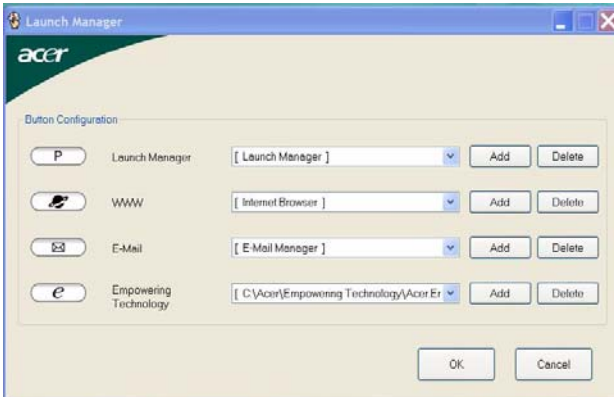 Launch Manager
acer
Button Configuration
P Launch Manager [ Launch Manager ] Add Delete
WWW [ Internet Browser ] Add Delete
E-Mail [ E-Mail Manager ] Add Delete
e Empowering Technology [ C:\Acer\Empowering Technology\Acer.Er Add Delete
OK Cancel